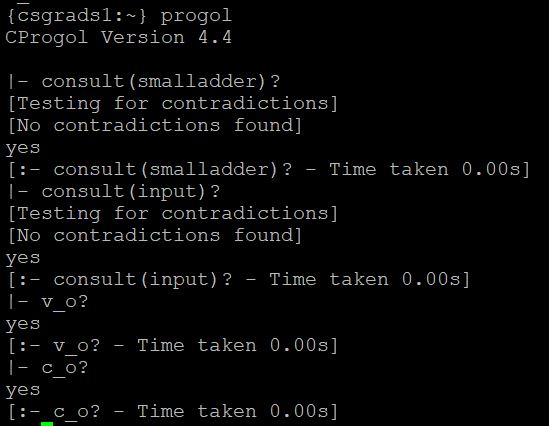 {csgrads1:~} progol
CProgol Version 4.4
|- consult(smalladder)?
[Testing for contradictions]
[No contradictions found]
yes
[:- consult(smalladder)? - Time taken 0.00s]
|- consult(input)?
[Testing for contradictions]
[No contradictions found]
yes
[:- consult(input)? - Time taken 0.00s]
|- v_o?
yes
[:- v_o? - Time taken 0.00s]
|- c_o?
yes
[:- c_o? - Time taken 0.00s]